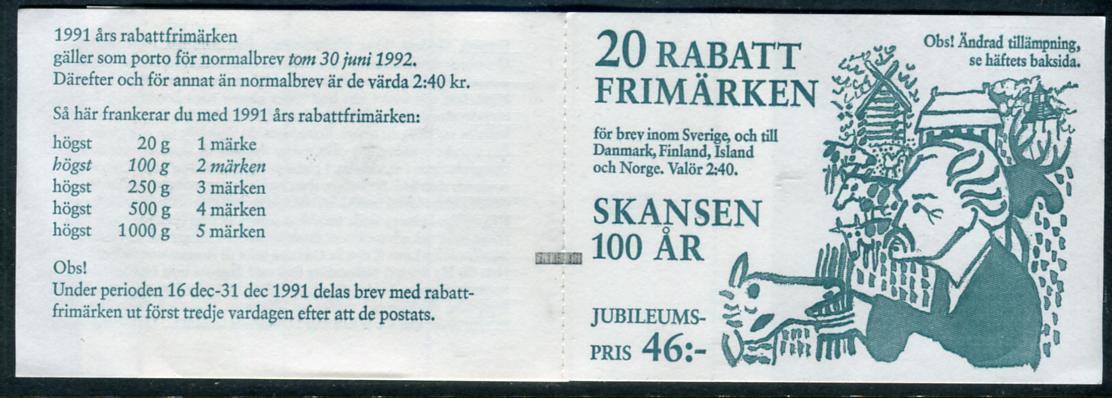 1991 års rabattfrimärken
gäller som porto för normalbrev tom 30 juni 1992.
Därefter och för annat än normalbrev är de värda 2:40 kr.
Så här frankerar du med 1991 års rabattfrimärken:
högst 20 g 1 märke
högst 100 g 2 märken
högst 250 g 3 märken
högst 500 g 4 märken
högst 1000 g 5 märken
Obs!
Under perioden 16 dec-31 dec 1991 delas brev med rabatt-
frimärken ut först tredje vardagen efter att de postats.
20 RABATT
FRIMÄRKEN
Obs! Ändrad tillämpning,
se häftets baksida.
för brev inom Sverige, och till
Danmark, Finland, Island
och Norge. Valör 2:40.
SKANSEN
100 ÅR
JUBILEUMS-
PRIS 46:-